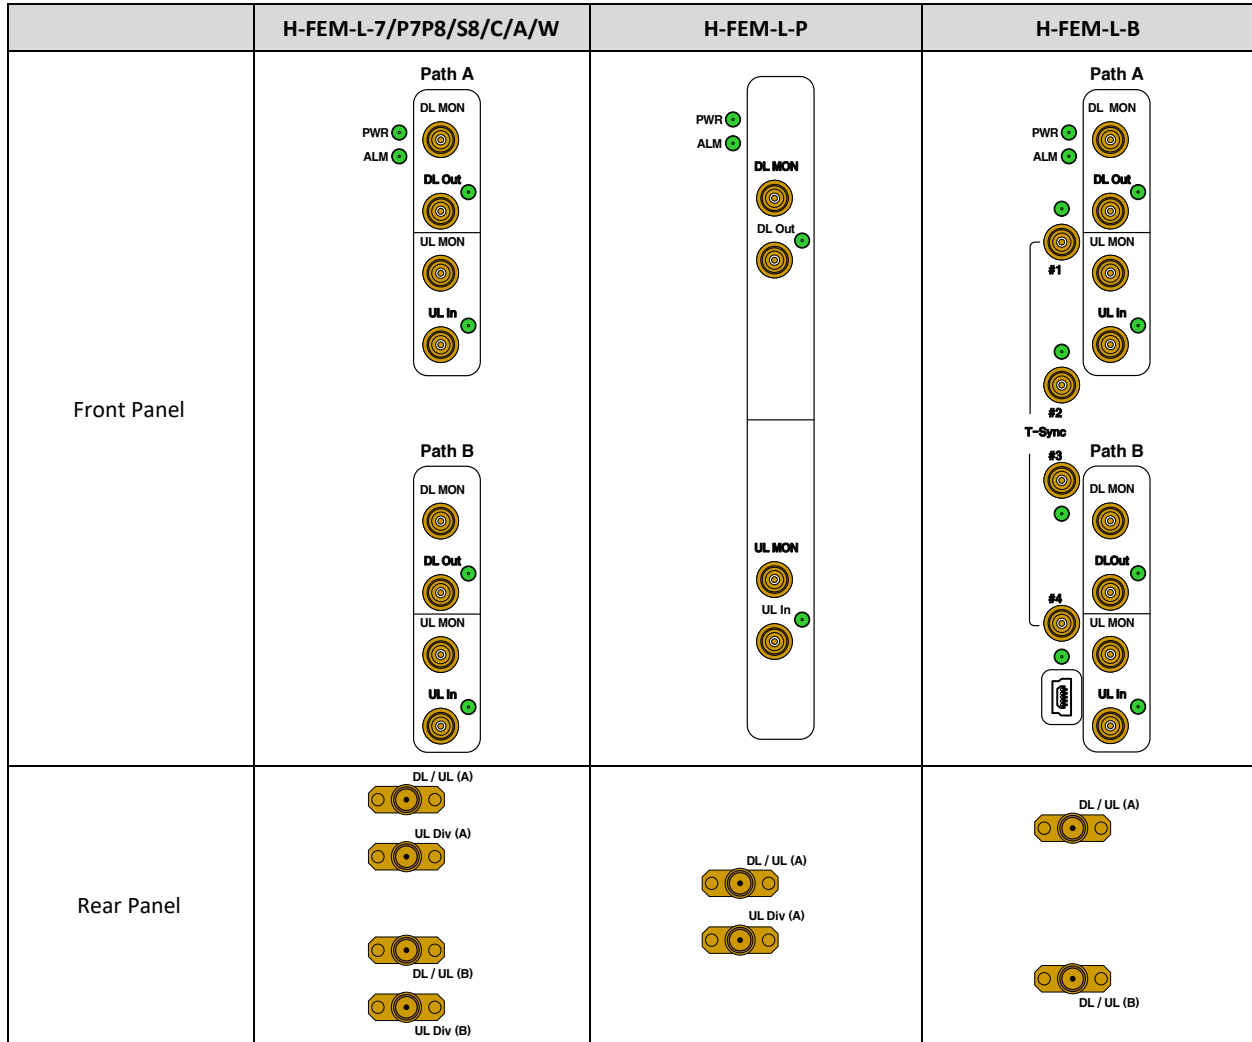 H-FEM-L-7/P7P8/S8/C/A/W
H-FEM-L-P
H-FEM-L-B
Front Panel
Path A
DL MON
PWR
ALM
DL Out
UL MON
UL In
Path B
DL MON
DL Out
UL MON
UL In
PWR
ALM
DL MON
DL Out
UL MON
UL In
Path A
DL MON
PWR
ALM
DL Out
UL MON
#1
UL In
#2
T-Sync
#3
Path B
DL MON
DLOut
#4
UL MON
UL In
Rear Panel
DL / UL (A)
UL Div (A)
DL / UL (B)
UL Div (B)
DL / UL (A)
UL Div (A)
DL / UL (A)
DL / UL (B)